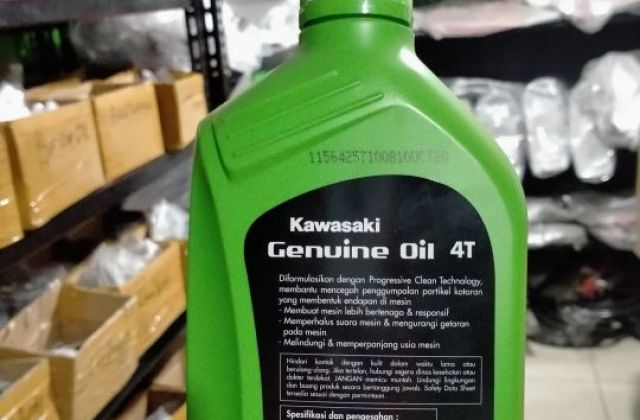 1156425710081OOCT20
Kawasaki
Genuine Oil 4T
Diformulasikan dengan Progressive Clean Technology,
membantu mencegah penggumpalan partikel kotoran
yang membentuk endapan di mesin
- Membuat mesin lebih bertenaga & responsif
- Memperhalus suara mesin & mengurangi getaran
pada mesin
- Melindungi & memperpanjang usia mesin
Hindari kontak dengan kulit dalam waktu lama atau
berulang-ulang. Jika tertelan, hubungi segera dinas kesehatan atau
dokter terdekat. JANGAN memicu muntah. Lindungi lingkungan
dan buang produk secara bertanggung jawab. Safety Data Sheet
tersedia sesuai dengan permintaan.
Spesifikasi dan pengesahan :